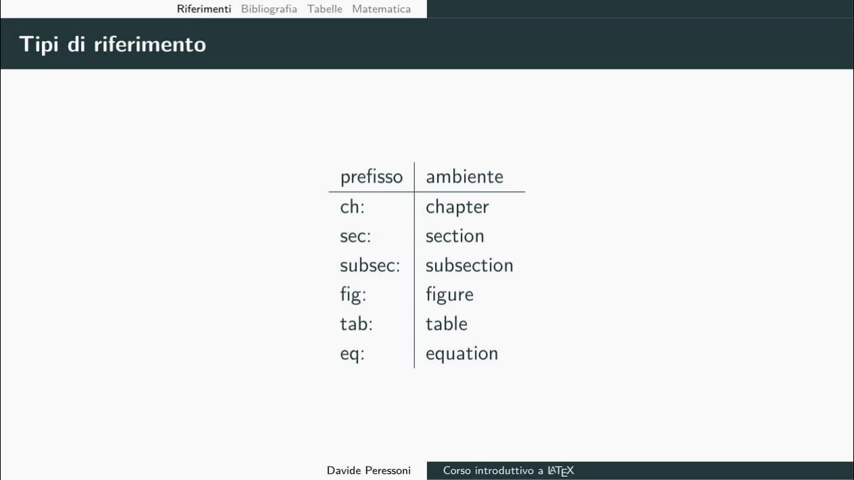 Riferimenti Bibliografia Tabelle Matematica
Tipi di riferimento
prefisso ambiente
ch: chapter
sec: section
subsec: subsection
fig: figure
tab: table
eq: equation
Davide Peressoni Corso introduttivo a LATEX